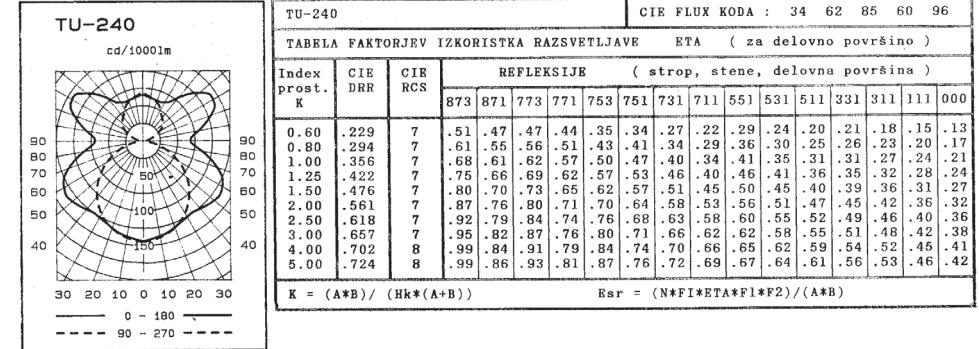 TU-240
cd/1000lm
90 90
80 80
70 70
60 60
50 50
40 40
50
100
150
30 20 10 0 10 20 30
0 - 180
90 - 270
TU-240 CIE FLUX KODA : 34 62 85 60 96
TABELA FAKTORJEV IZKORISTKA RAZSVETLJAVE ETA ( za delovno površino )
Index prost. K CIE DRR CIE RCS REFLEKSIJE ( strop, stene, delovna površina )
873 871 773 771 753 751 731 711 551 531 511 331 311 111 000
0.60 .229 7 .51 .47 .47 .44 .35 .34 .27 .22 .29 .24 .20 .21 .18 .15 .13
0.80 .294 7 .61 .55 .56 .51 .43 .41 .34 .29 .36 .30 .25 .26 .23 .20 .17
1.00 .356 7 .68 .61 .62 .57 .50 .47 .40 .34 .41 .35 .31 .31 .27 .24 .21
1.25 .422 7 .75 .66 .69 .62 .57 .53 .46 .40 .46 .41 .36 .35 .32 .28 .24
1.50 .476 7 .80 .70 .73 .65 .62 .57 .51 .45 .50 .45 .40 .39 .36 .31 .27
2.00 .561 7 .87 .76 .80 .71 .70 .64 .58 .53 .56 .51 .47 .45 .42 .36 .32
2.50 .618 7 .92 .79 .84 .74 .76 .68 .63 .58 .60 .55 .52 .49 .46 .40 .36
3.00 .657 7 .95 .82 .87 .76 .80 .71 .66 .62 .62 .58 .55 .51 .48 .42 .38
4.00 .702 8 .99 .84 .91 .79 .84 .74 .70 .66 .65 .62 .59 .54 .52 .45 .41
5.00 .724 8 .99 .86 .93 .81 .87 .76 .72 .69 .67 .64 .61 .56 .53 .46 .42
K = (A*B)/ (Hk*(A+B)) Esr = (N*FI*ETA*F1*F2)/(A*B)